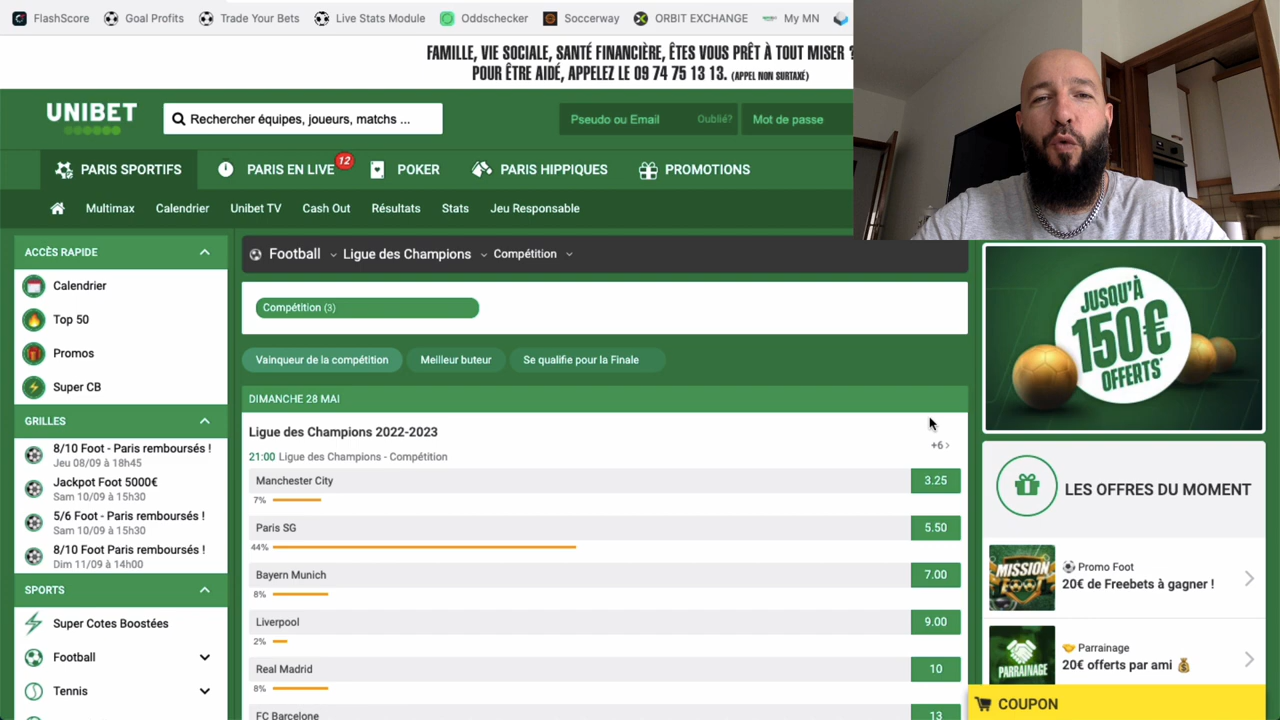 FlashScore Goal Profits Trade Your Bets Live Stats Module Oddschecker Soccerway ORBIT EXCHANGE My MN
FAMILLE, VIE SOCIALE, SANTÉ FINANCIÈRE, ÊTES VOUS PRÊT À TOUT MISER ?
POUR ÊTRE AIDÉ, APPELEZ LE 09 74 75 13 13. (APPEL NON SURTAXÉ)
UNIBET
Rechercher équipes, joueurs, matchs ...
Pseudo ou Email Oublié? Mot de passe
PARIS SPORTIFS PARIS EN LIVE 12 POKER PARIS HIPPIQUES PROMOTIONS
Multimax Calendrier Unibet TV Cash Out Résultats Stats Jeu Responsable
ACCÈS RAPIDE
Calendrier
Top 50
Promos
Super CB
GRILLES
8/10 Foot - Paris remboursés !
Jeu 08/09 à 18h45
Jackpot Foot 5000€
Sam 10/09 à 15h30
5/6 Foot - Paris remboursés !
Sam 10/09 à 15h30
8/10 Foot Paris remboursés !
Dim 11/09 à 14h00
SPORTS
Super Cotes Boostées
Football
Tennis
Football Ligue des Champions Compétition
Compétition (3)
Vainqueur de la compétition Meilleur buteur Se qualifie pour la Finale
DIMANCHE 28 MAI
Ligue des Champions 2022-2023
+6 >
21:00 Ligue des Champions - Compétition
Manchester City 3.25
7%
Paris SG 5.50
44%
Bayern Munich 7.00
8%
Liverpool 9.00
2%
Real Madrid 10
8%
FC Barcelone 13
JUSQU'À
150€
OFFERTS*
LES OFFRES DU MOMENT
MISSION
FOOT
Promo Foot
20€ de Freebets à gagner !
PARRAINAGE
Parrainage
20€ offerts par ami
COUPON